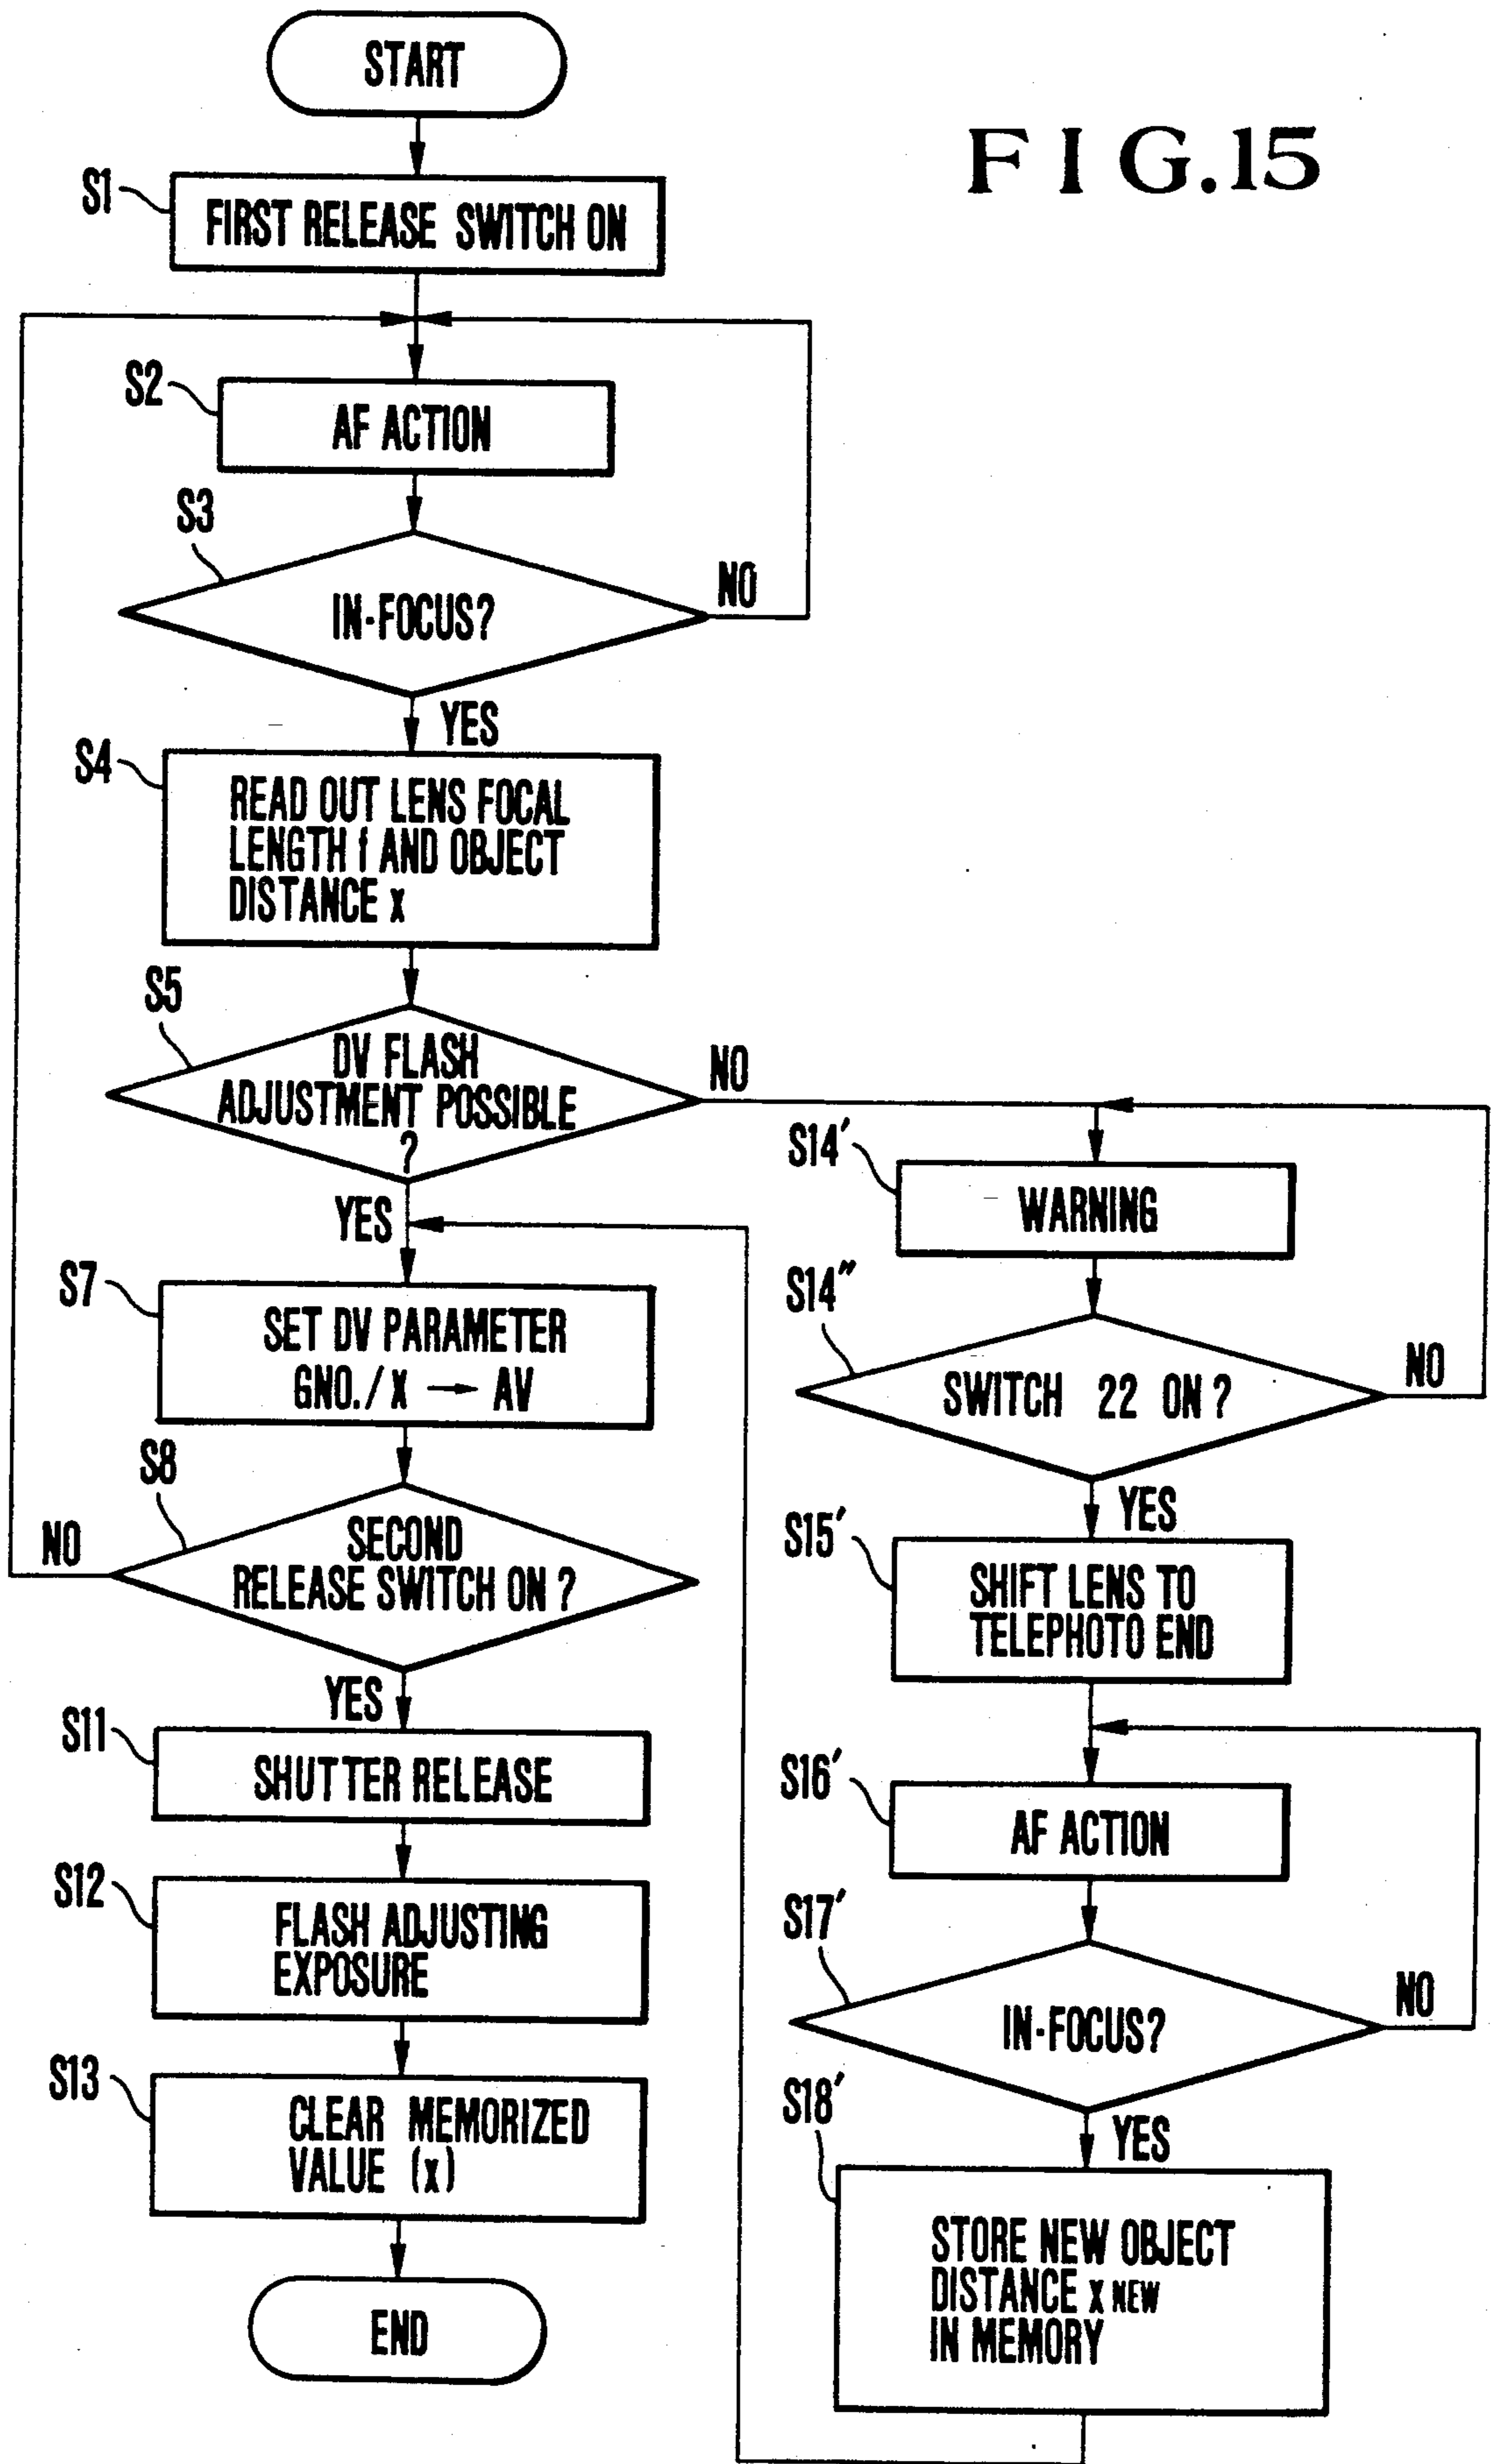 START
FIG.15
S1
FIRST RELEASE SWITCH ON
S2
AF ACTION
S3
IN-FOCUS?
NO
YES
S4
READ OUT LENS FOCAL
LENGTH f AND OBJECT
DISTANCE x
S5
DV FLASH
ADJUSTMENT POSSIBLE
?
NO
YES
S7
SET DV PARAMETER
GNO./X → AV
S8
SECOND
RELEASE SWITCH ON ?
NO
YES
S11
SHUTTER RELEASE
S12
FLASH ADJUSTING
EXPOSURE
S13
CLEAR MEMORIZED
VALUE (x)
END
S14′
WARNING
S14″
SWITCH 22 ON ?
NO
YES
S15′
SHIFT LENS TO
TELEPHOTO END
S16′
AF ACTION
S17′
IN-FOCUS?
NO
YES
S18′
STORE NEW OBJECT
DISTANCE x NEW
IN MEMORY